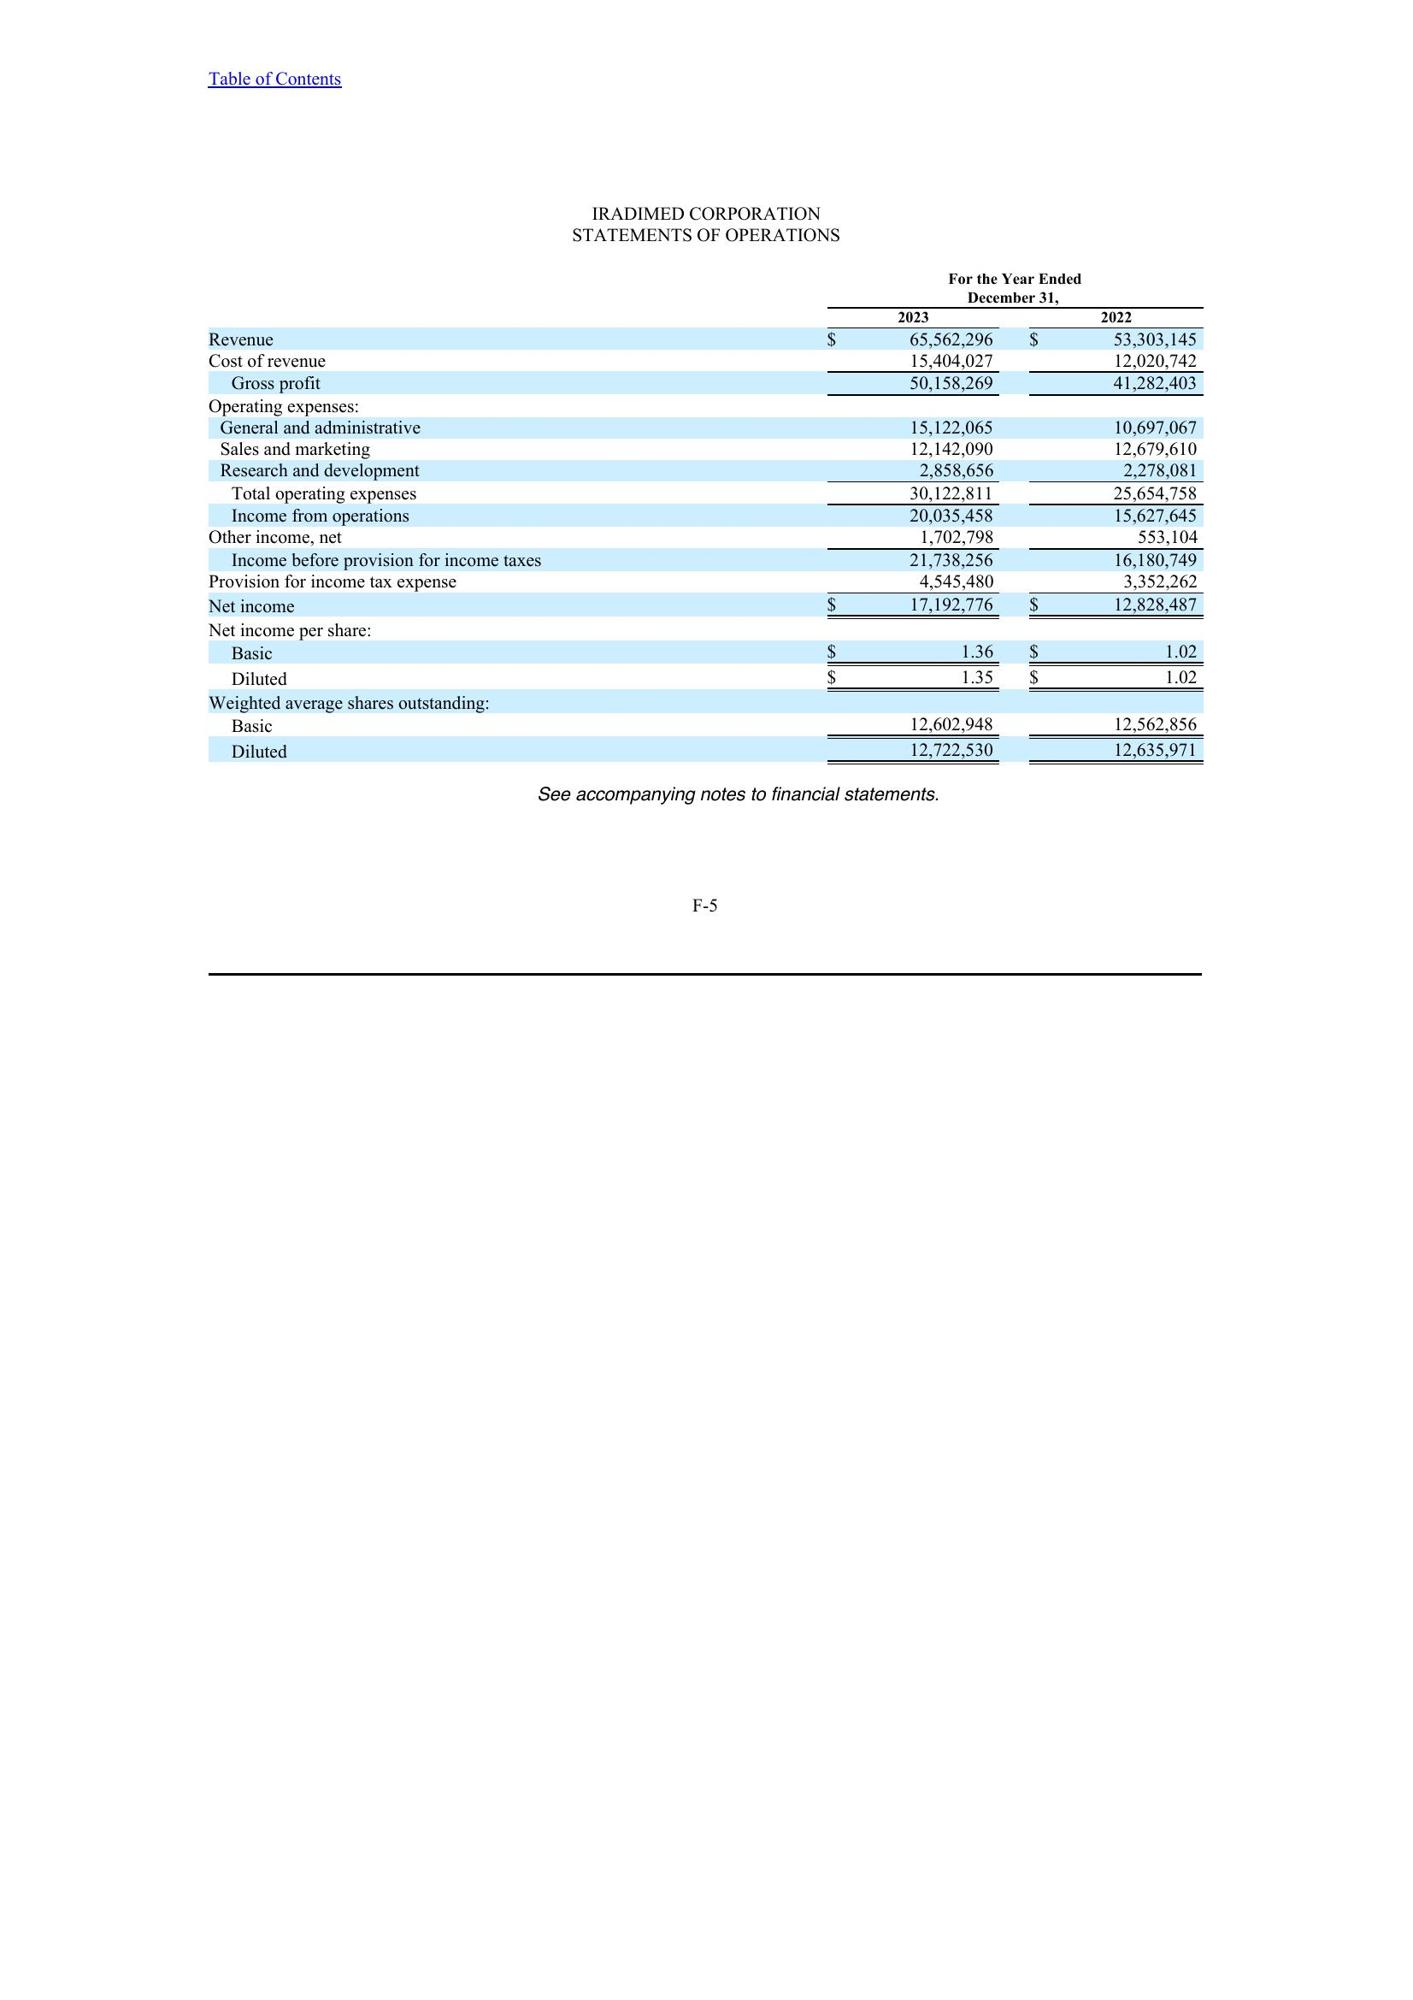 Table of Contents
IRADIMED CORPORATION
STATEMENTS OF OPERATIONS
For the Year Ended
December 31,
2023 2022
Revenue $ 65,562,296 $ 53,303,145
Cost of revenue 15,404,027 12,020,742
Gross profit 50,158,269 41,282,403
Operating expenses:
General and administrative 15,122,065 10,697,067
Sales and marketing 12,142,090 12,679,610
Research and development 2,858,656 2,278,081
Total operating expenses 30,122,811 25,654,758
Income from operations 20,035,458 15,627,645
Other income, net 1,702,798 553,104
Income before provision for income taxes 21,738,256 16,180,749
Provision for income tax expense 4,545,480 3,352,262
Net income $ 17,192,776 $ 12,828,487
Net income per share:
Basic $ 1.36 $ 1.02
Diluted $ 1.35 $ 1.02
Weighted average shares outstanding:
Basic 12,602,948 12,562,856
Diluted 12,722,530 12,635,971
See accompanying notes to financial statements.
F-5